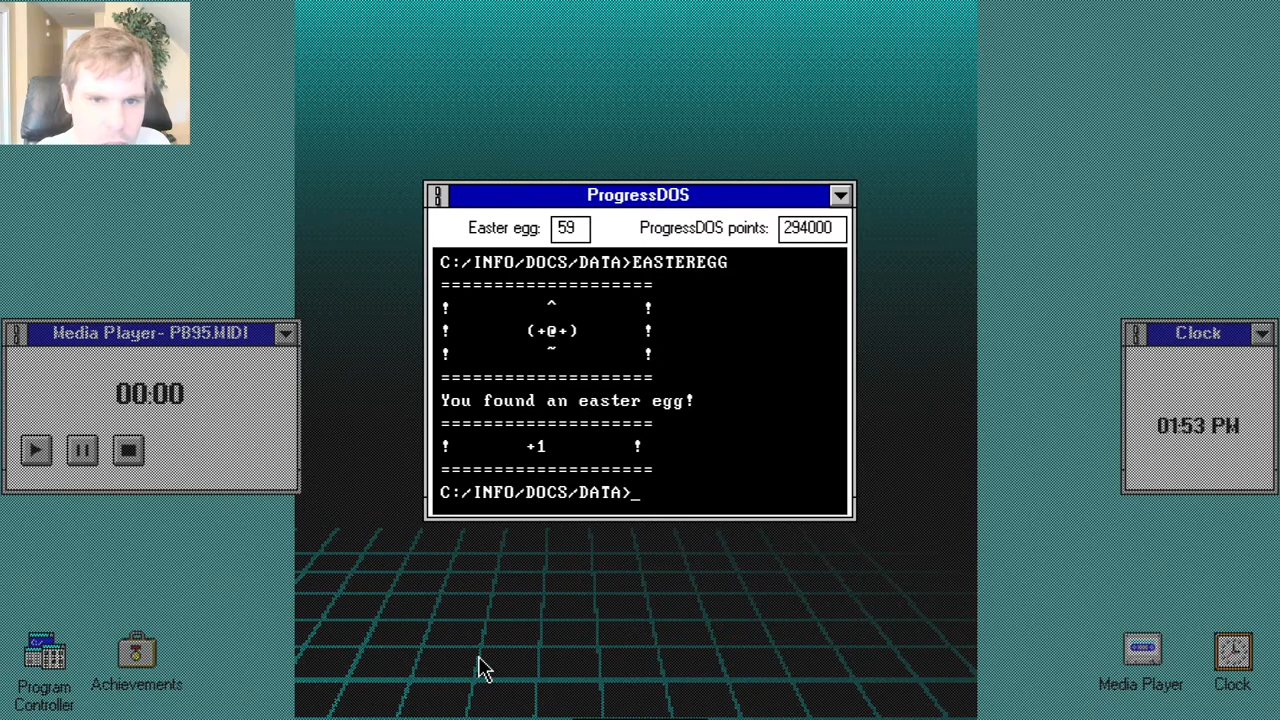 ProgressDOS
Easter egg: 59 ProgressDOS points: 294000
C:/INFO/DOCS/DATA>EASTEREGG
====================
! ^ !
! (+@+) !
! ~ !
====================
You found an easter egg!
====================
! +1 !
====================
C:/INFO/DOCS/DATA>_
Media Player- PB95.MIDI
00:00
Clock
01:53 PM
Program
Controller
Achievements
Media Player
Clock